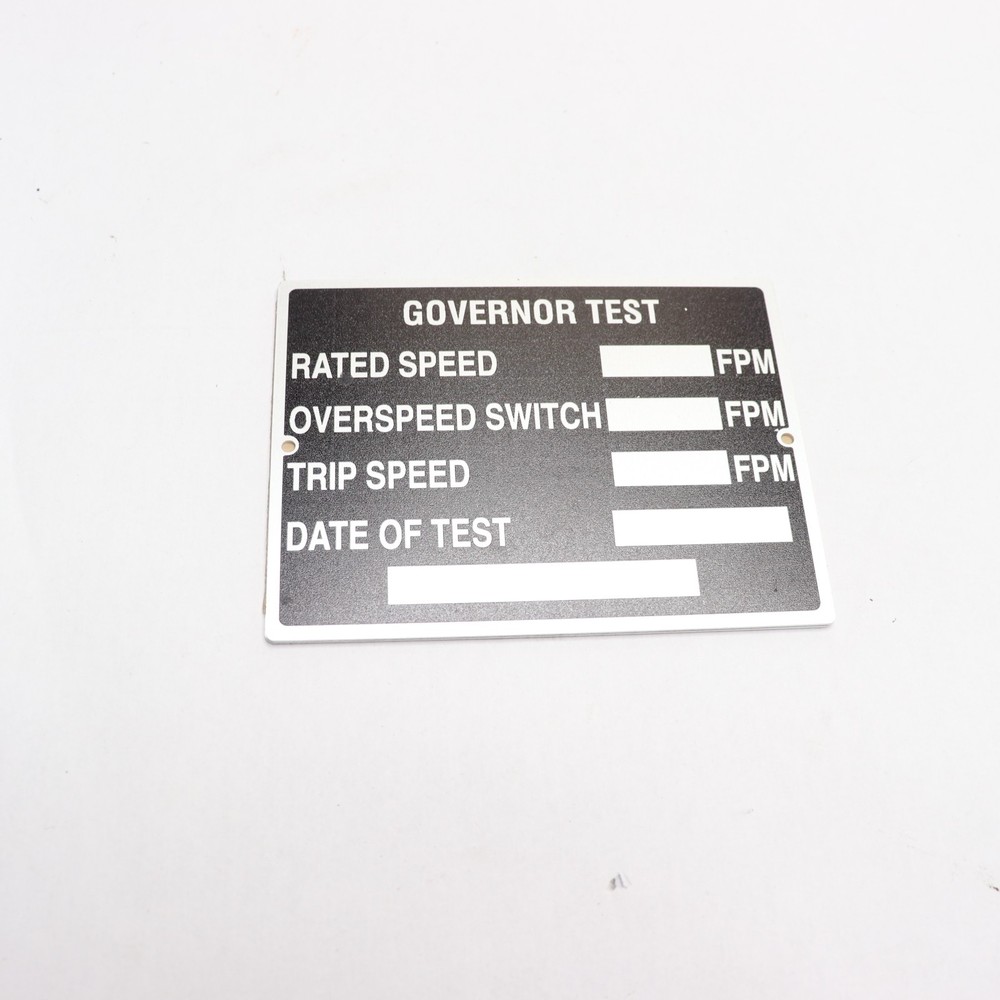 GOVERNOR TEST
RATED SPEED FPM
OVERSPEED SWITCH FPM
TRIP SPEED FPM
DATE OF TEST